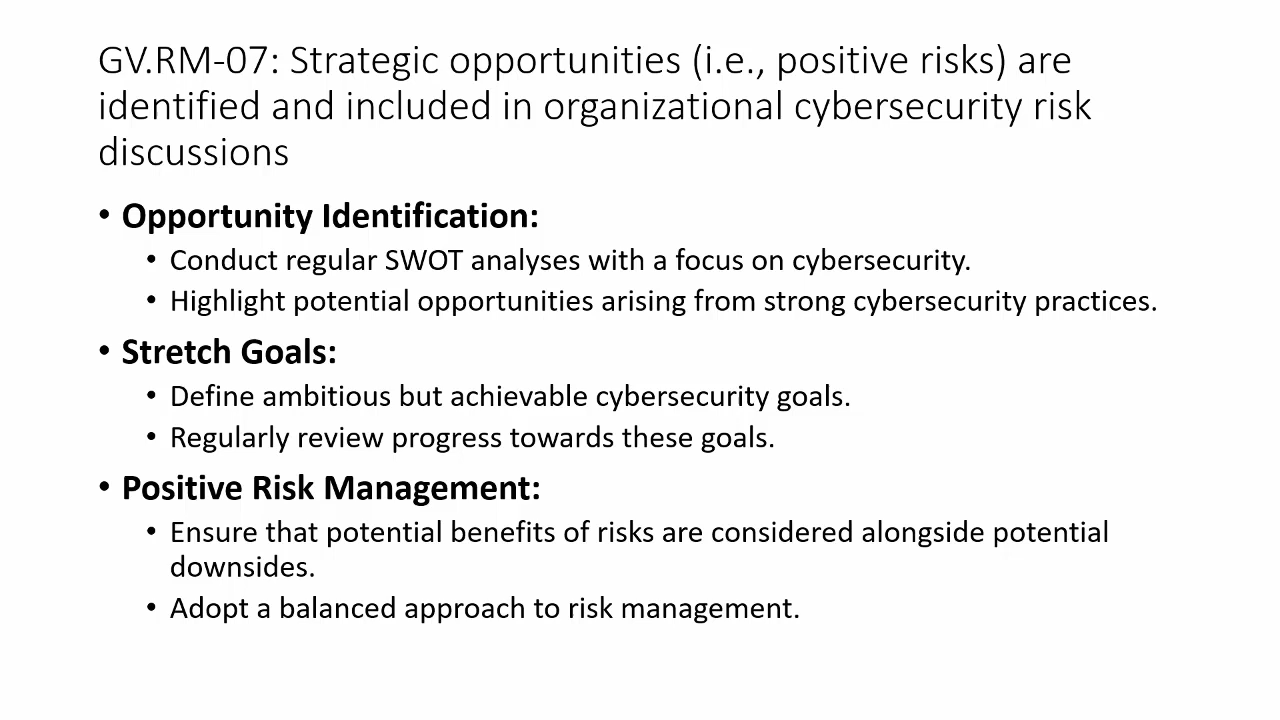 GV.RM-07: Strategic opportunities (i.e., positive risks) are
identified and included in organizational cybersecurity risk
discussions
• Opportunity Identification:
• Conduct regular SWOT analyses with a focus on cybersecurity.
• Highlight potential opportunities arising from strong cybersecurity practices.
• Stretch Goals:
• Define ambitious but achievable cybersecurity goals.
• Regularly review progress towards these goals.
• Positive Risk Management:
• Ensure that potential benefits of risks are considered alongside potential
downsides.
• Adopt a balanced approach to risk management.